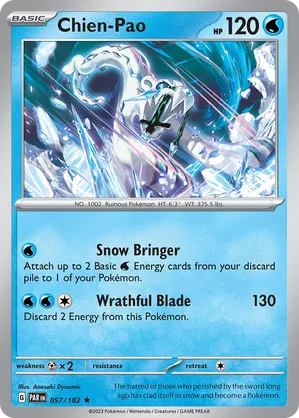 BASIC
Chien-Pao
HP 120
NO. 1002 Ruinous Pokémon HT: 6'3" WT: 335.5 lbs.
Snow Bringer
Attach up to 2 Basic Energy cards from your discard
pile to 1 of your Pokémon.
Wrathful Blade 130
Discard 2 Energy from this Pokémon.
weakness ×2 resistance retreat
Illus. Anesaki Dynamic
G PAR EN 057/182 ★
The hatred of those who perished by the sword long
ago has clad itself in snow and become a Pokémon.
©2023 Pokémon / Nintendo / Creatures / GAME FREAK